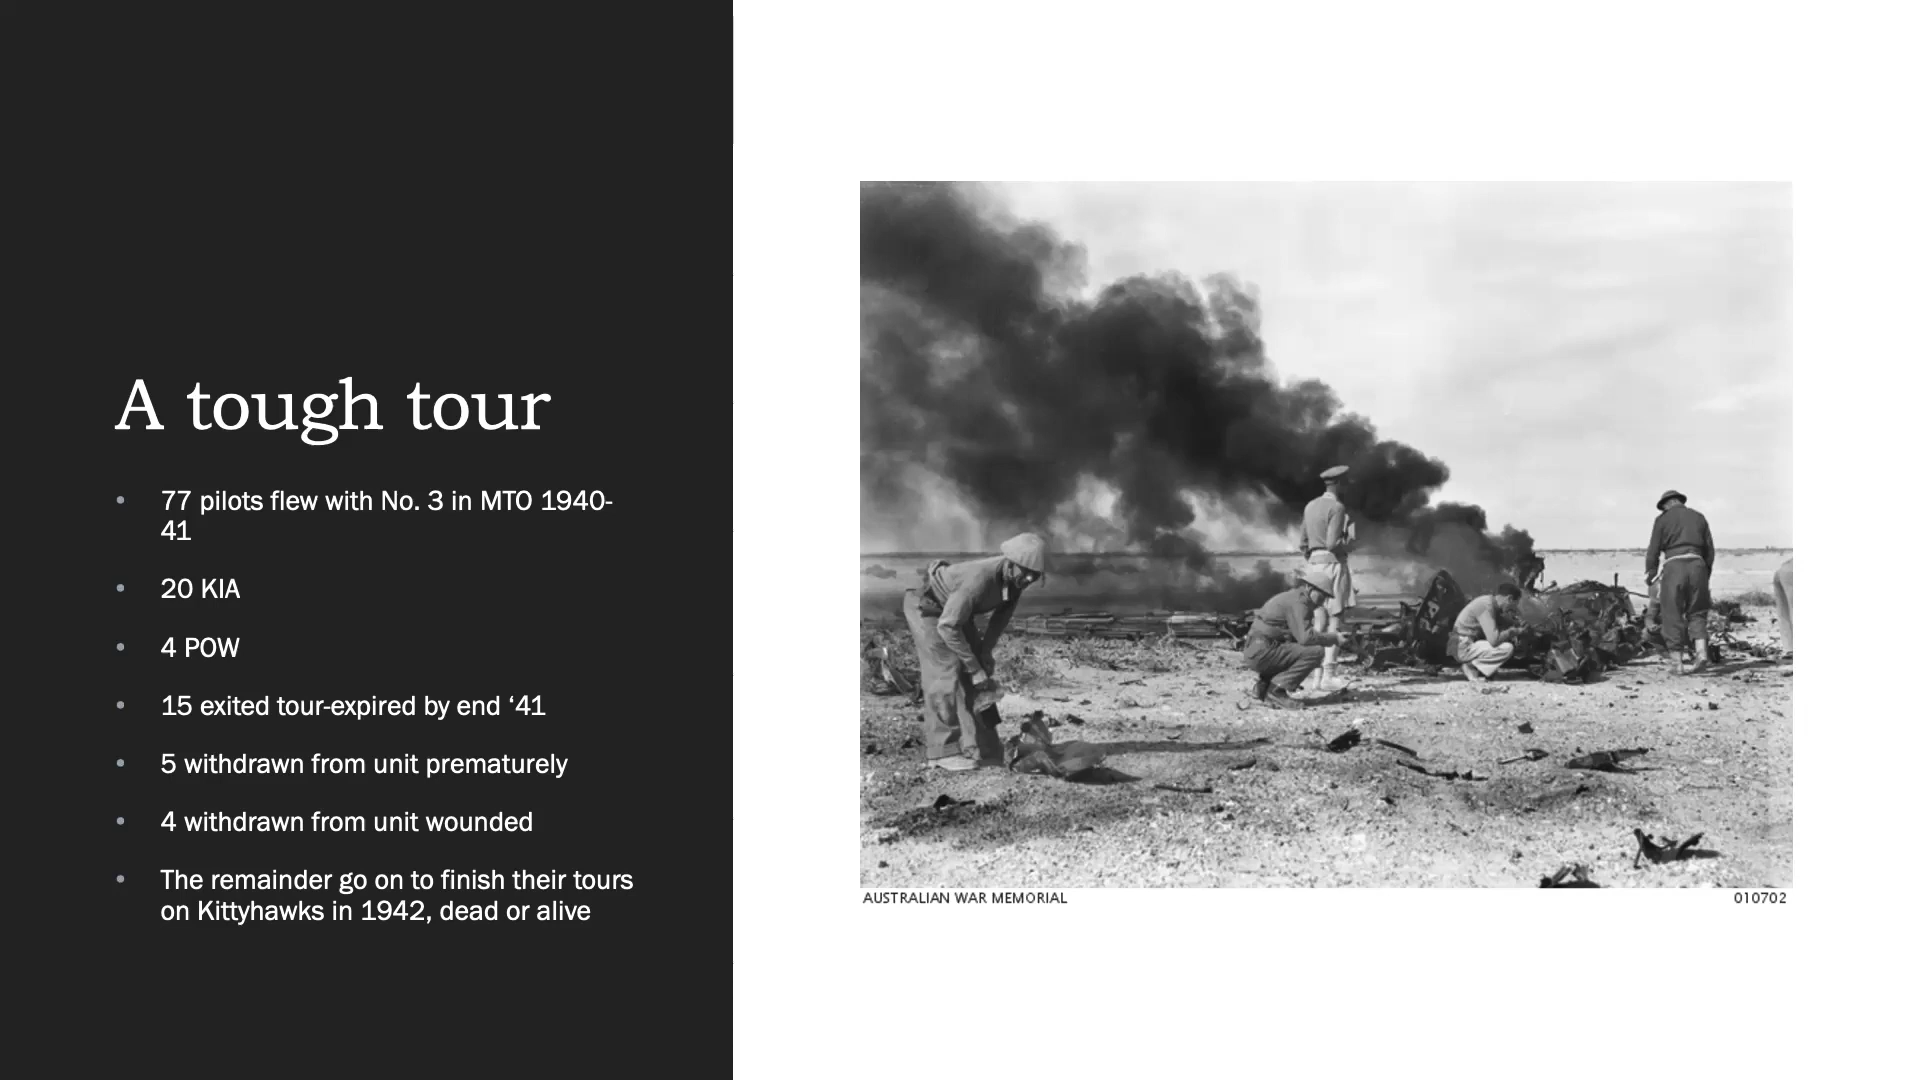 A tough tour
• 77 pilots flew with No. 3 in MTO 1940-
41
• 20 KIA
• 4 POW
• 15 exited tour-expired by end ‘41
• 5 withdrawn from unit prematurely
• 4 withdrawn from unit wounded
• The remainder go on to finish their tours
on Kittyhawks in 1942, dead or alive
AUSTRALIAN WAR MEMORIAL 010702